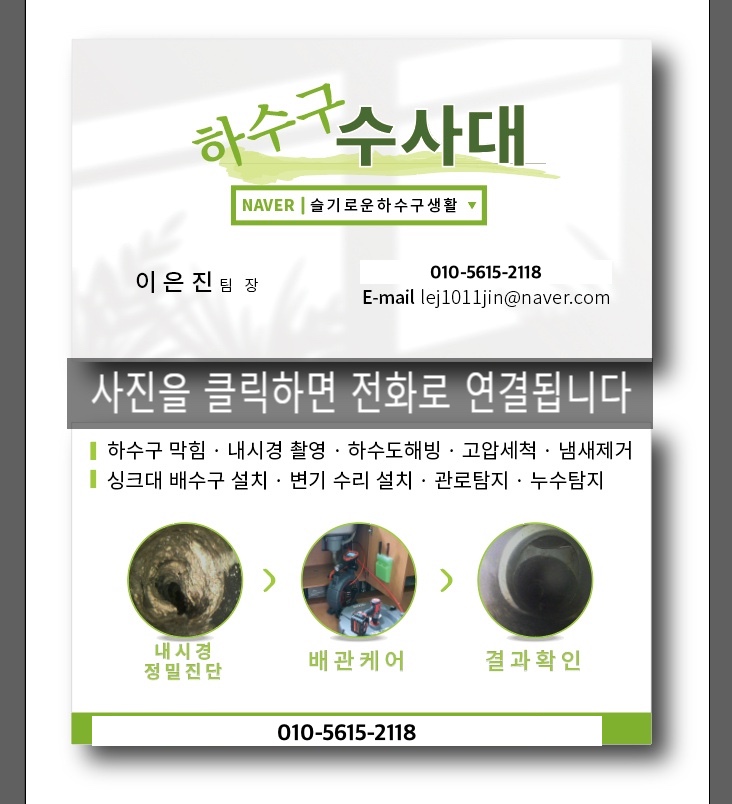 하수구 수사대
NAVER | 슬기로운하수구생활 ▼
010-5615-2118
이은진 팀 장
E-mail lej1011jin@naver.com
사진을 클릭하면 전화로 연결됩니다
하수구 막힘 · 내시경 촬영 · 하수도해빙 · 고압세척 · 냄새제거
싱크대 배수구 설치 · 변기 수리 설치 · 관로탐지 · 누수탐지
내시경
정밀진단
배관케어
결과확인
010-5615-2118